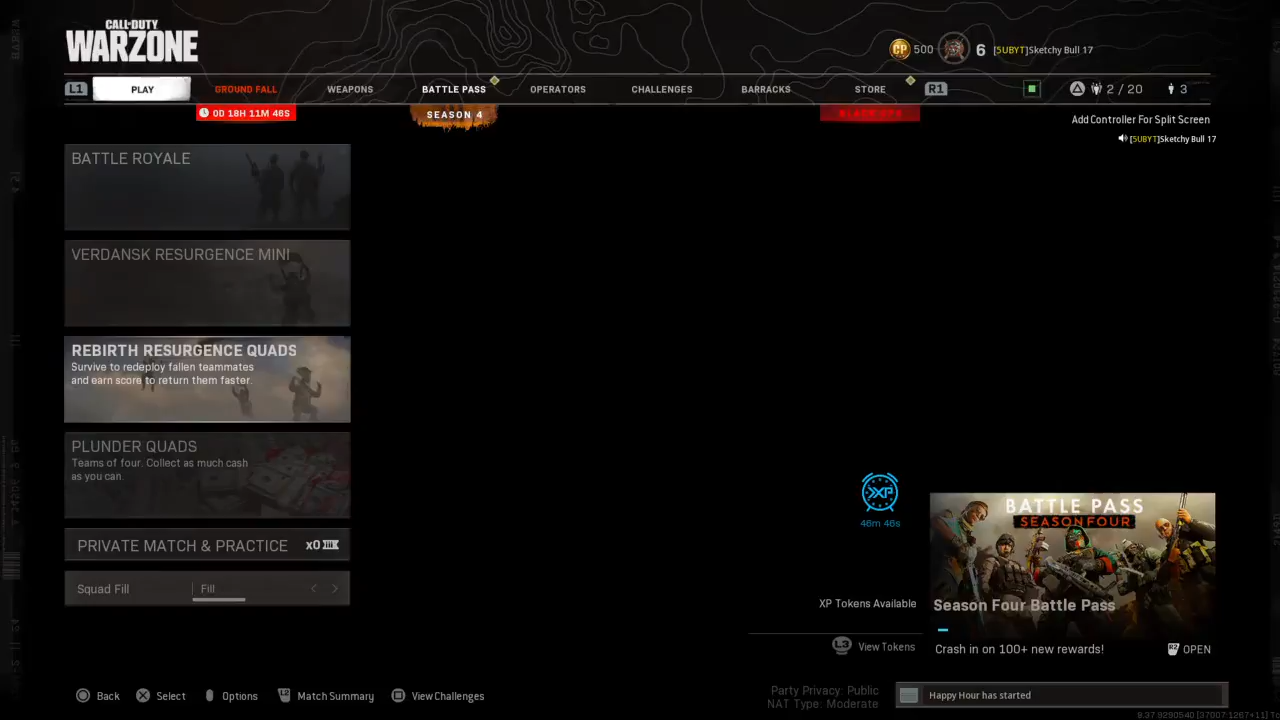 CALL OF DUTY
WARZONE
CP 500 6 [5UBYT]Sketchy Bull 17
L1 PLAY GROUND FALL WEAPONS BATTLE PASS OPERATORS CHALLENGES BARRACKS STORE R1 2 / 20 3
0D 18H 11M 46S
SEASON 4
Add Controller For Split Screen
[5UBYT]Sketchy Bull 17
BATTLE ROYALE
VERDANSK RESURGENCE MINI
REBIRTH RESURGENCE QUADS
Survive to redeploy fallen teammates
and earn score to return them faster.
PLUNDER QUADS
Teams of four. Collect as much cash
as you can.
PRIVATE MATCH & PRACTICE x0
Squad Fill Fill
XP
46m 46s
XP Tokens Available
L3 View Tokens
BATTLE PASS
SEASON FOUR
Season Four Battle Pass
Crash in on 100+ new rewards!
R2 OPEN
Back Select Options L2 Match Summary View Challenges
Party Privacy: Public
NAT Type: Moderate
Happy Hour has started